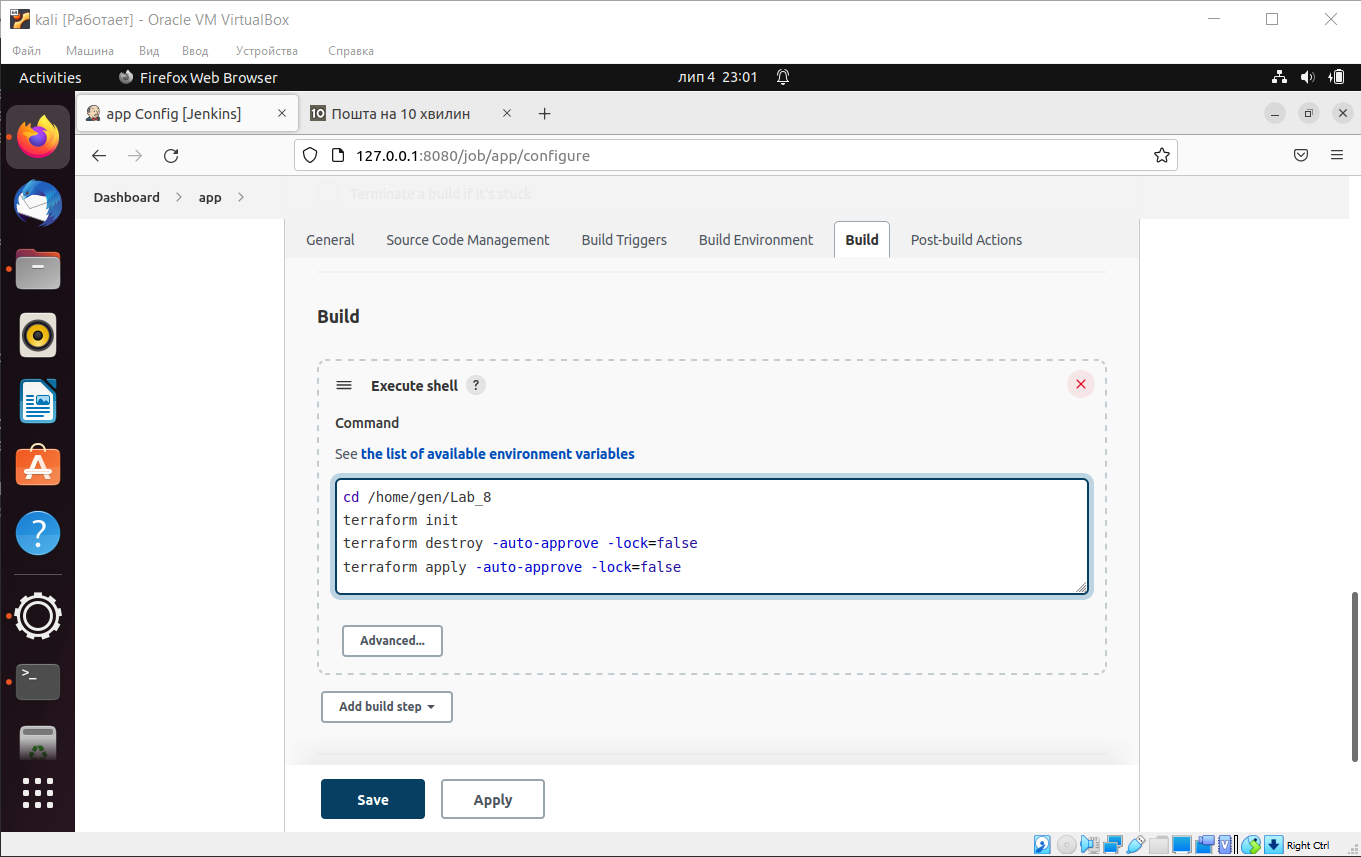 kali [Работает] - Oracle VM VirtualBox
Файл Машина Вид Ввод Устройства Справка
Activities Firefox Web Browser лип 4 23:01
app Config [Jenkins] 10 Пошта на 10 хвилин
127.0.0.1:8080/job/app/configure
Dashboard app
Terminate a build if it's stuck
General Source Code Management Build Triggers Build Environment Build Post-build Actions
Build
Execute shell ?
Command
See the list of available environment variables
cd /home/gen/Lab_8
terraform init
terraform destroy -auto-approve -lock=false
terraform apply -auto-approve -lock=false
Advanced...
Add build step
Save Apply
Right Ctrl